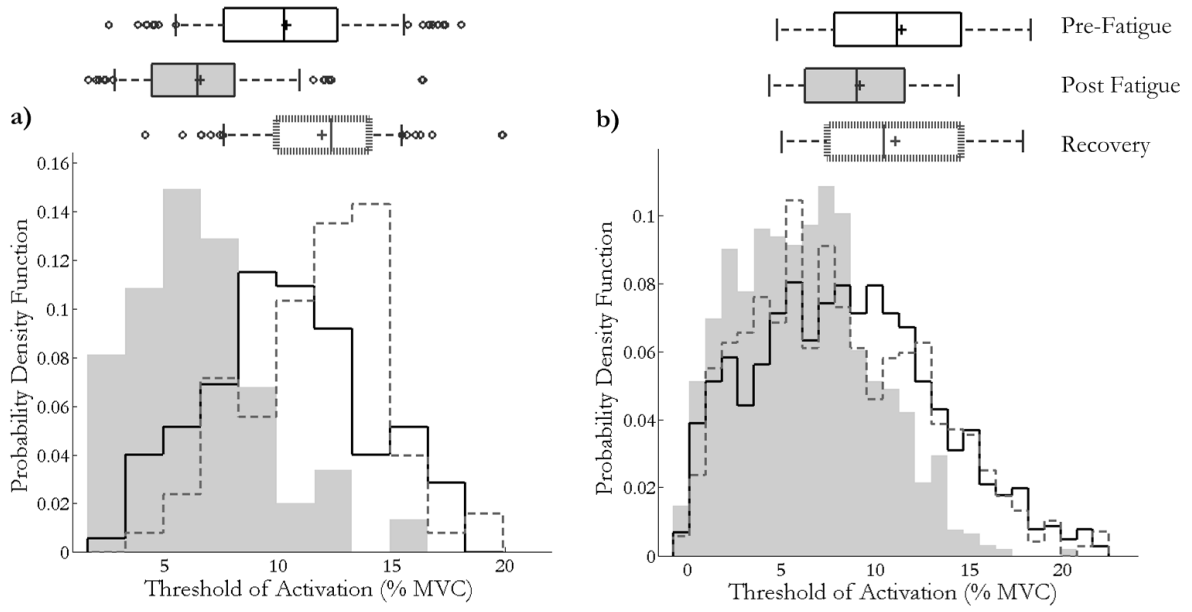 Pre-Fatigue
Post Fatigue
Recovery
a)
b)
Probability Density Function
0.16
0.14
0.12
0.1
0.08
0.06
0.04
0.02
0
5
10
15
20
Threshold of Activation (% MVC)
Probability Density Function
0.1
0.08
0.06
0.04
0.02
0
0
5
10
15
20
Threshold of Activation (% MVC)